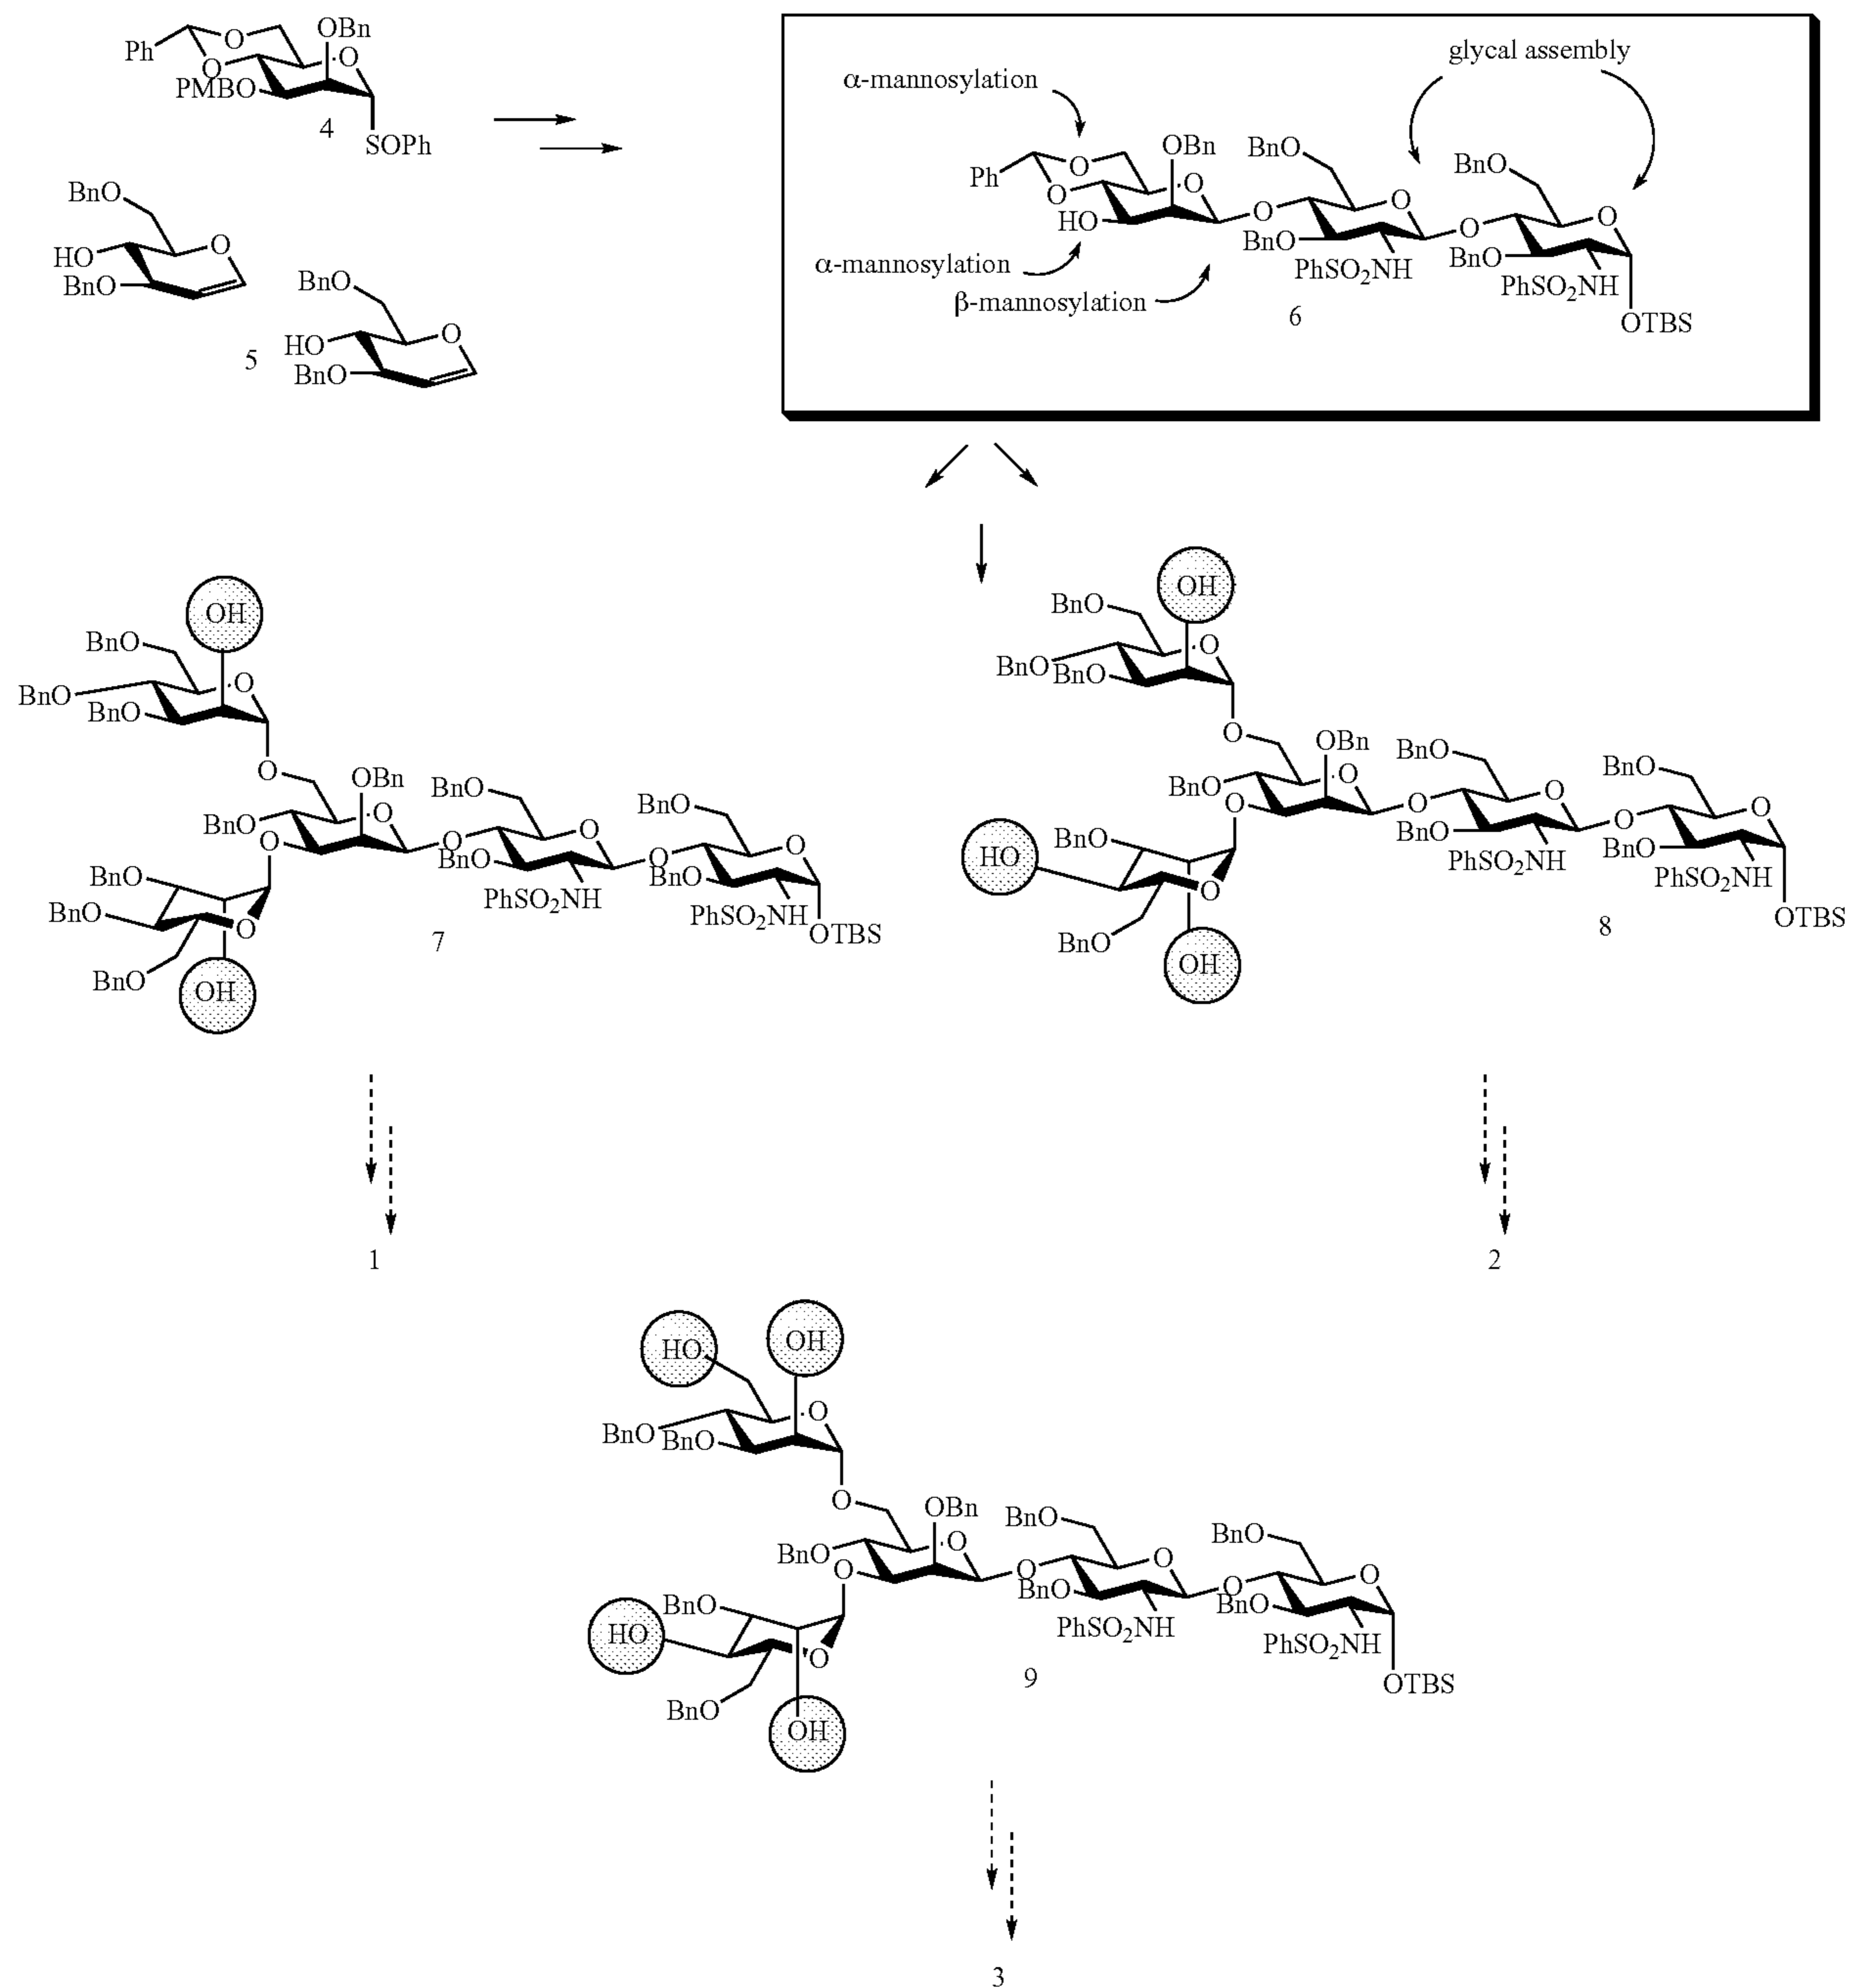 OBn
Ph
O
O
O
PMBO
4
SOPh
BnO
HO
O
BnO
5
BnO
HO
O
BnO
glycal assembly
α-mannosylation
OBn
BnO
BnO
Ph
O
O
O
O
O
HO
O
O
BnO
BnO
α-mannosylation
PhSO2NH
PhSO2NH
β-mannosylation
6
OTBS
OH
BnO
O
BnO
BnO
O
OBn
BnO
BnO
BnO
O
O
O
O
O
O
BnO
BnO
BnO
BnO
O
PhSO2NH
PhSO2NH
OTBS
7
BnO
OH
OH
BnO
O
BnO
BnO
O
OBn
BnO
BnO
BnO
O
O
O
O
O
O
BnO
BnO
BnO
HO
O
PhSO2NH
PhSO2NH
OTBS
8
BnO
OH
1
2
HO
OH
O
BnO
BnO
O
OBn
BnO
BnO
BnO
O
O
O
O
O
O
BnO
BnO
BnO
HO
O
PhSO2NH
PhSO2NH
9
OTBS
BnO
OH
3